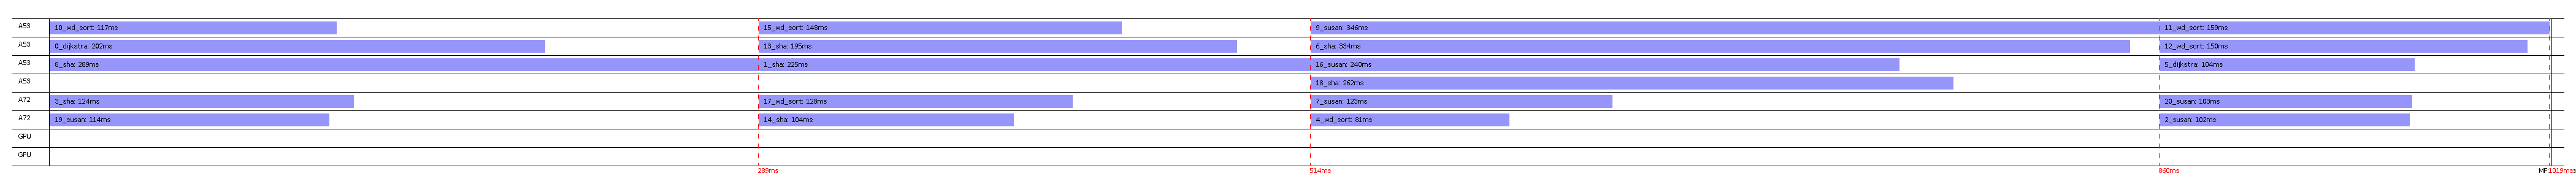 A53 10_wd_sort: 117ms 15_wd_sort: 148ms 9_susan: 346ms 11_wd_sort: 159ms
A53 0_dijkstra: 202ms 13_sha: 195ms 6_sha: 334ms 12_wd_sort: 150ms
A53 8_sha: 289ms 1_sha: 225ms 16_susan: 240ms 5_dijkstra: 104ms
A53 18_sha: 262ms
A72 3_sha: 124ms 17_wd_sort: 128ms 7_susan: 123ms 20_susan: 103ms
A72 19_susan: 114ms 14_sha: 104ms 4_wd_sort: 81ms 2_susan: 102ms
GPU
GPU
289ms 514ms 860ms 1019ms